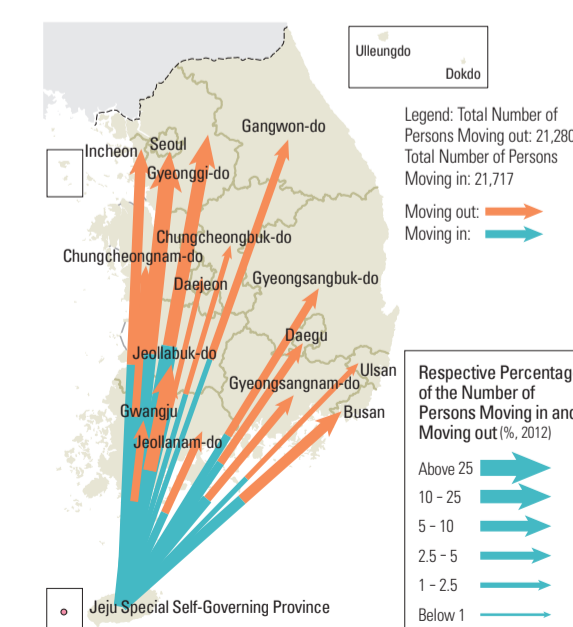 Ulleungdo
Dokdo
Gangwon-do
Incheon
Seoul
Gyeonggi-do
Legend: Total Number of
Persons Moving out: 21,280
Total Number of Persons
Moving in: 21,717
Moving out:
Moving in:
Chungcheongbuk-do
Chungcheongnam-do
Daejeon
Gyeongsangbuk-do
Daegu
Jeollabuk-do
Ulsan
Gyeongsangnam-do
Gwangju
Busan
Jeollanam-do
Jeju Special Self-Governing Province
Respective Percentag
of the Number of
Persons Moving in and
Moving out (%, 2012)
Above 25
10 - 25
5 - 10
2.5 - 5
1 - 2.5
Below 1